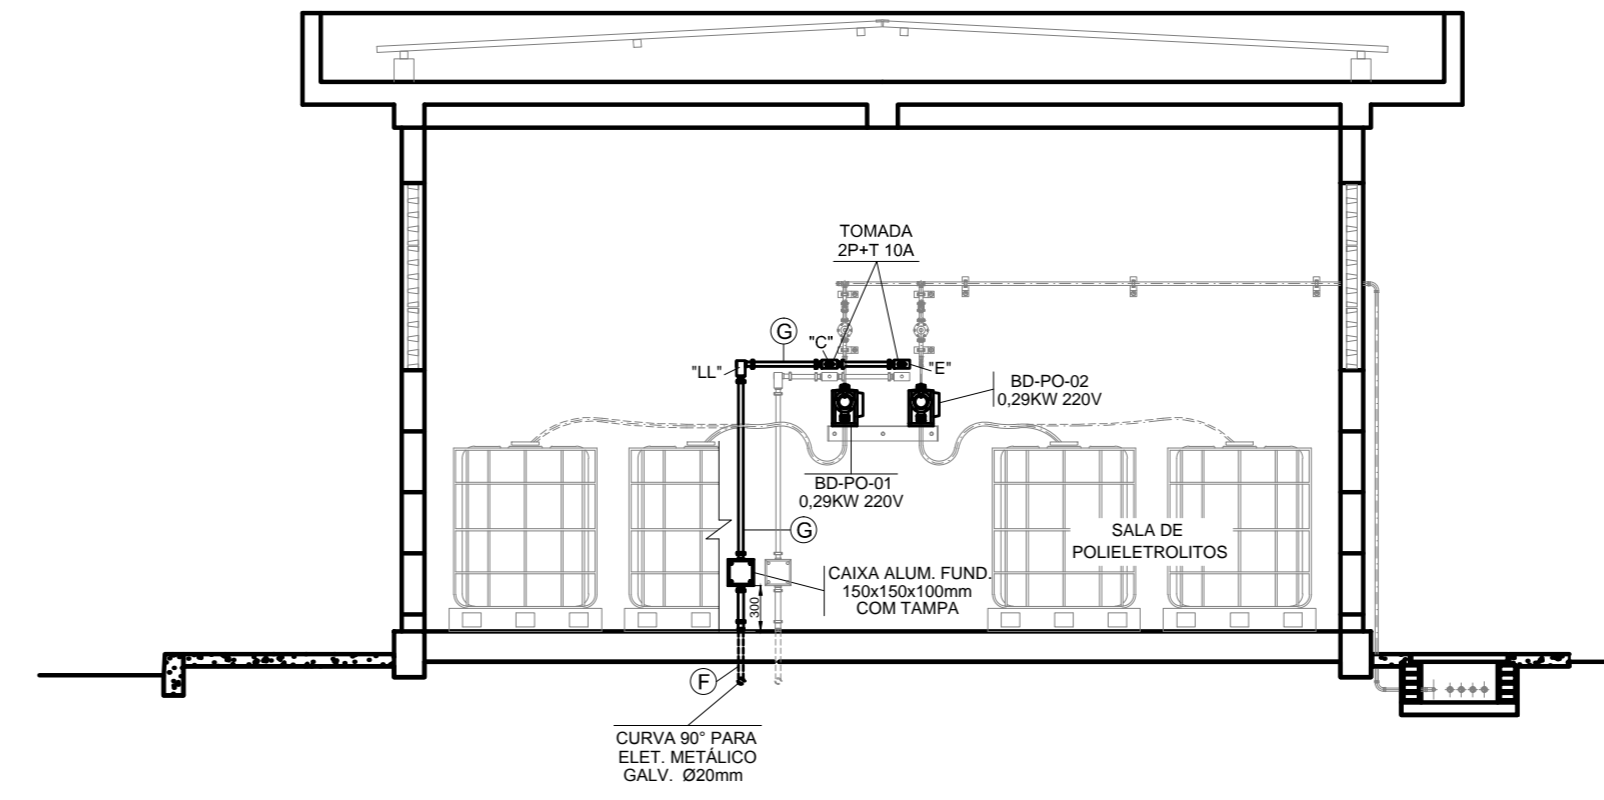 TOMADA
2P+T 10A
G
"C"
"LL"
"E"
BD-PO-02
0,29KW 220V
BD-PO-01
0,29KW 220V
G
SALA DE
POLIELETROLITOS
CAIXA ALUM. FUND.
150x150x100mm
COM TAMPA
300
F
CURVA 90° PARA
ELET. METÁLICO
GALV. Ø20mm